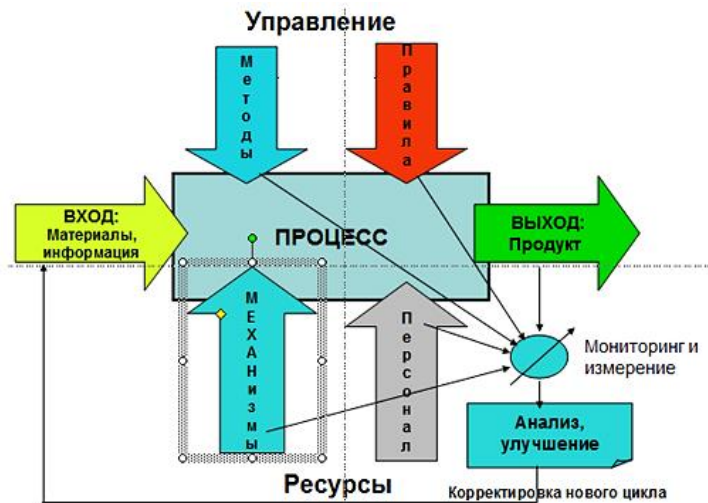 Управление
Методы
Правила
ВХОД:
Материалы,
информация
ПРОЦЕСС
ВЫХОД:
Продукт
МЕХАНизмы
Персонал
Мониторинг и
измерение
Анализ,
улучшение
Ресурсы
Корректировка нового цикла